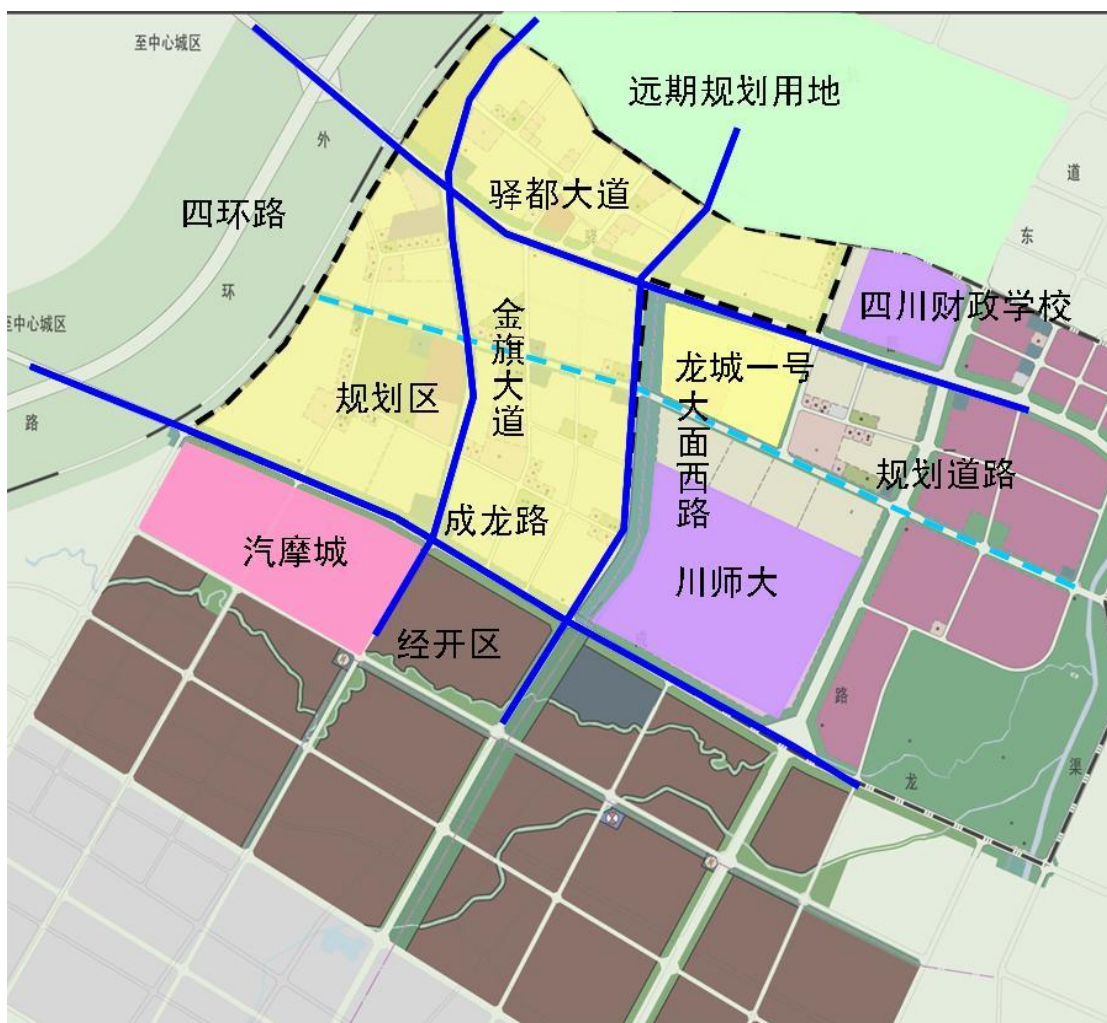 至中心城区
远期规划用地
外
道
驿都大道
四环路
东
环
四川财政学校
至中心城区
金旗大道
龙城一号
路
规划区
大面西路
规划道路
成龙路
汽摩城
川师大
经开区
路
龙
渠